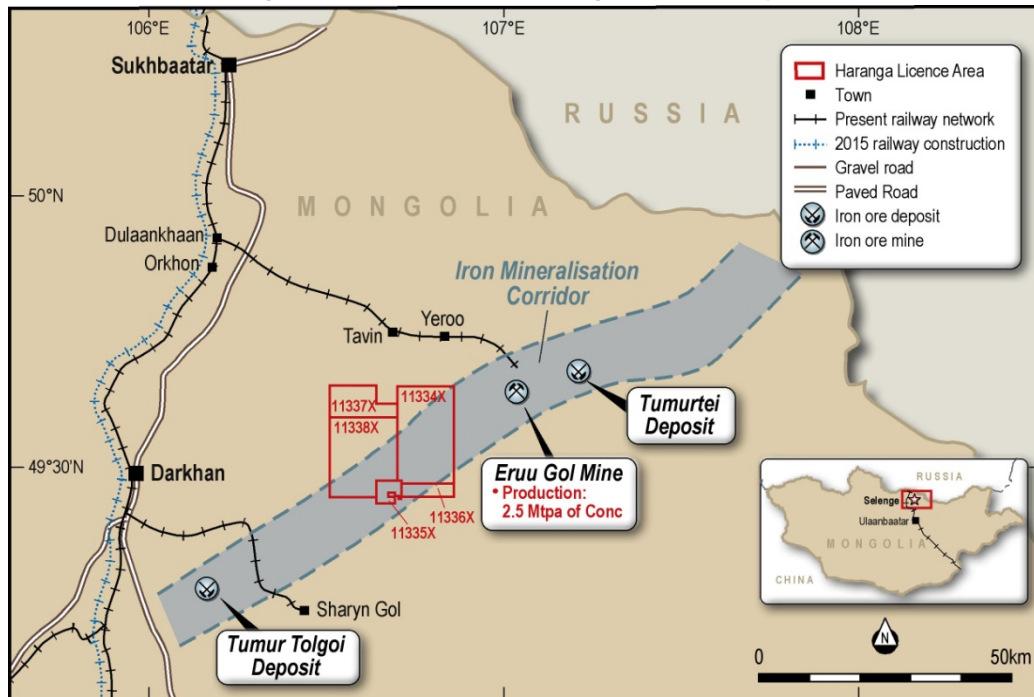 106°E
107°E
108°E
Sukhbaatar
RUSSIA
MONGOLIA
50°N
Dulaankhaan
Orkhon
Iron Mineralisation
Corridor
Tavin
Yeroo
11337X
11334X
11338X
Tumurtei
Deposit
49°30'
N
Darkhan
Eruu Gol Mine
• Production:
2.5 Mtpa of Conc
11336X
11335X
Sharyn Gol
Tumur Tolgoi
Deposit
Haranga Licence Area
Town
Present railway network
2015 railway construction
Gravel road
Paved Road
Iron ore deposit
Iron ore mine
RUSSIA
Selenge
Ulaanbaatar
MONGOLIA
CHINA
N
0
50km